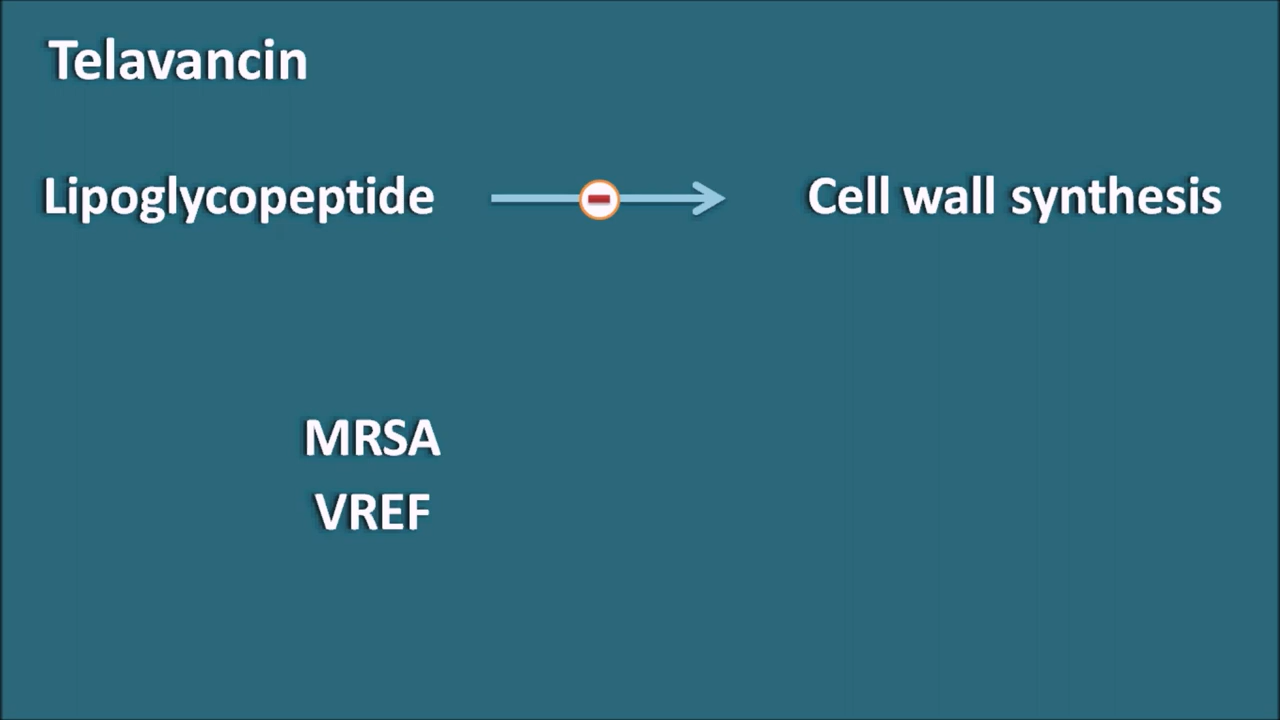 Telavancin
Lipoglycopeptide
Cell wall synthesis
MRSA
VREF